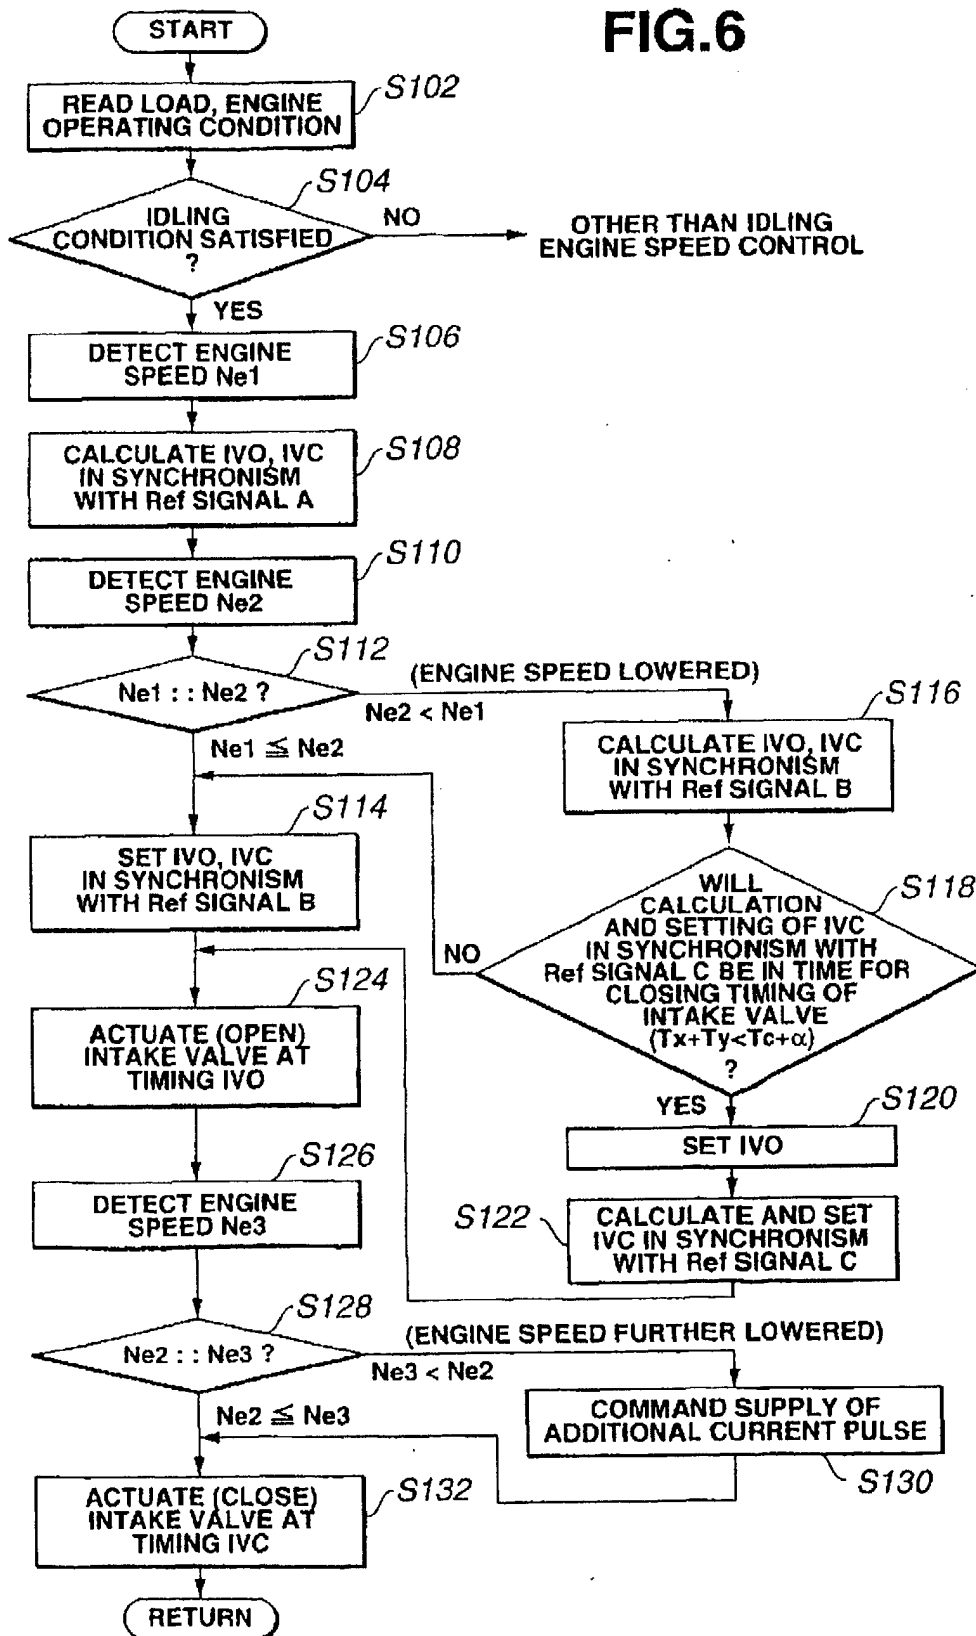 FIG.6
START
S102
READ LOAD, ENGINE
OPERATING CONDITION
S104
IDLING
CONDITION SATISFIED
?
NO
OTHER THAN IDLING
ENGINE SPEED CONTROL
YES
S106
DETECT ENGINE
SPEED Ne1
S108
CALCULATE IVO, IVC
IN SYNCHRONISM
WITH Ref SIGNAL A
S110
DETECT ENGINE
SPEED Ne2
S112
Ne1 : : Ne2 ?
(ENGINE SPEED LOWERED)
Ne2 < Ne1
Ne1 ≦ Ne2
S116
CALCULATE IVO, IVC
IN SYNCHRONISM
WITH Ref SIGNAL B
S114
SET IVO, IVC
IN SYNCHRONISM
WITH Ref SIGNAL B
S118
WILL
CALCULATION
AND SETTING OF IVC
IN SYNCHRONISM WITH
Ref SIGNAL C BE IN TIME FOR
CLOSING TIMING OF
INTAKE VALVE
(Tx+Ty<Tc+α)
?
NO
YES
S120
SET IVO
S122
CALCULATE AND SET
IVC IN SYNCHRONISM
WITH Ref SIGNAL C
S124
ACTUATE (OPEN)
INTAKE VALVE AT
TIMING IVO
S126
DETECT ENGINE
SPEED Ne3
S128
Ne2 : : Ne3 ?
(ENGINE SPEED FURTHER LOWERED)
Ne3 < Ne2
Ne2 ≦ Ne3
COMMAND SUPPLY OF
ADDITIONAL CURRENT PULSE
S130
S132
ACTUATE (CLOSE)
INTAKE VALVE AT
TIMING IVC
RETURN